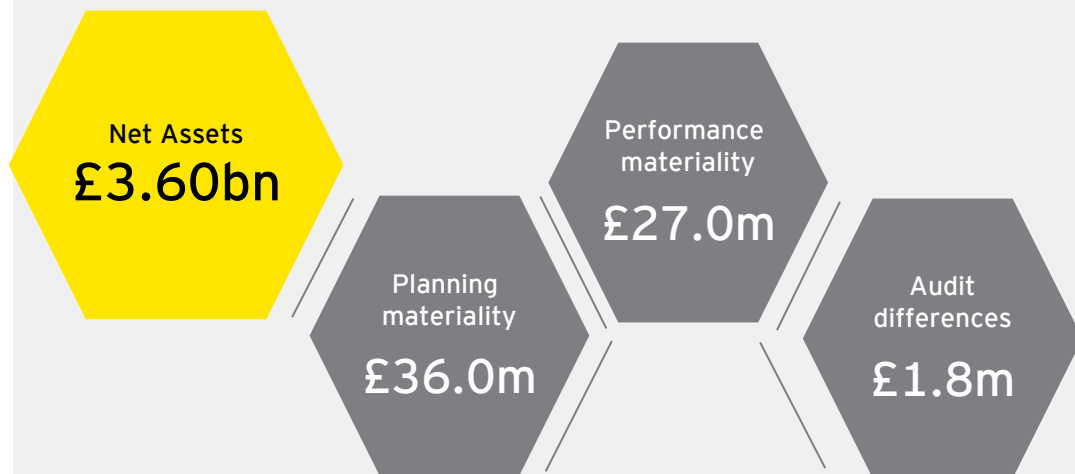 Net Assets
£3.60bn
Planning
materiality
£36.0m
Performance
materiality
£27.0m
Audit
differences
£1.8m